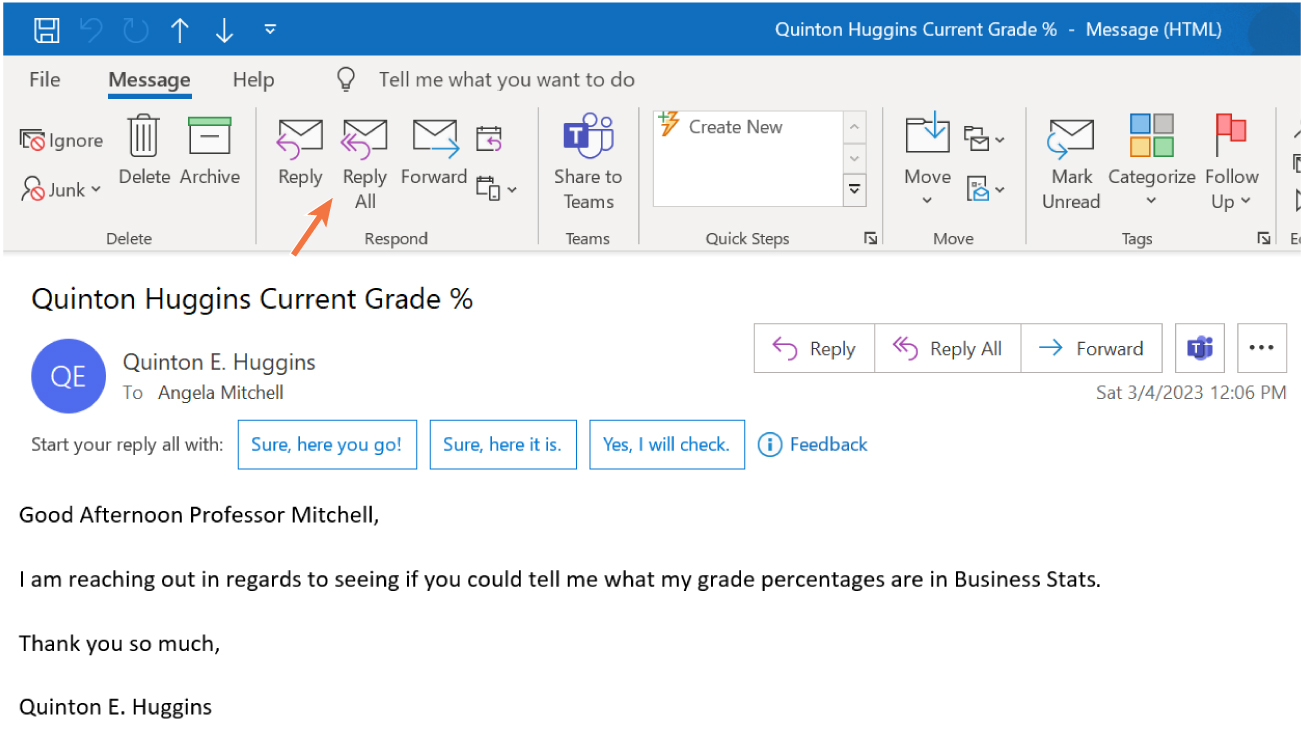 Quinton Huggins Current Grade % - Message (HTML)
File Message Help Tell me what you want to do
Ignore
Junk
Delete Archive
Delete
Reply Reply All Forward
Respond
T
Share to Teams
Teams
Create New
Quick Steps
Move
Move
Mark Unread Categorize Follow Up
Tags
Quinton Huggins Current Grade %
QE
Quinton E. Huggins
To Angela Mitchell
Reply Reply All Forward
Sat 3/4/2023 12:06 PM
Start your reply all with: Sure, here you go! Sure, here it is. Yes, I will check. Feedback
Good Afternoon Professor Mitchell,
I am reaching out in regards to seeing if you could tell me what my grade percentages are in Business Stats.
Thank you so much,
Quinton E. Huggins